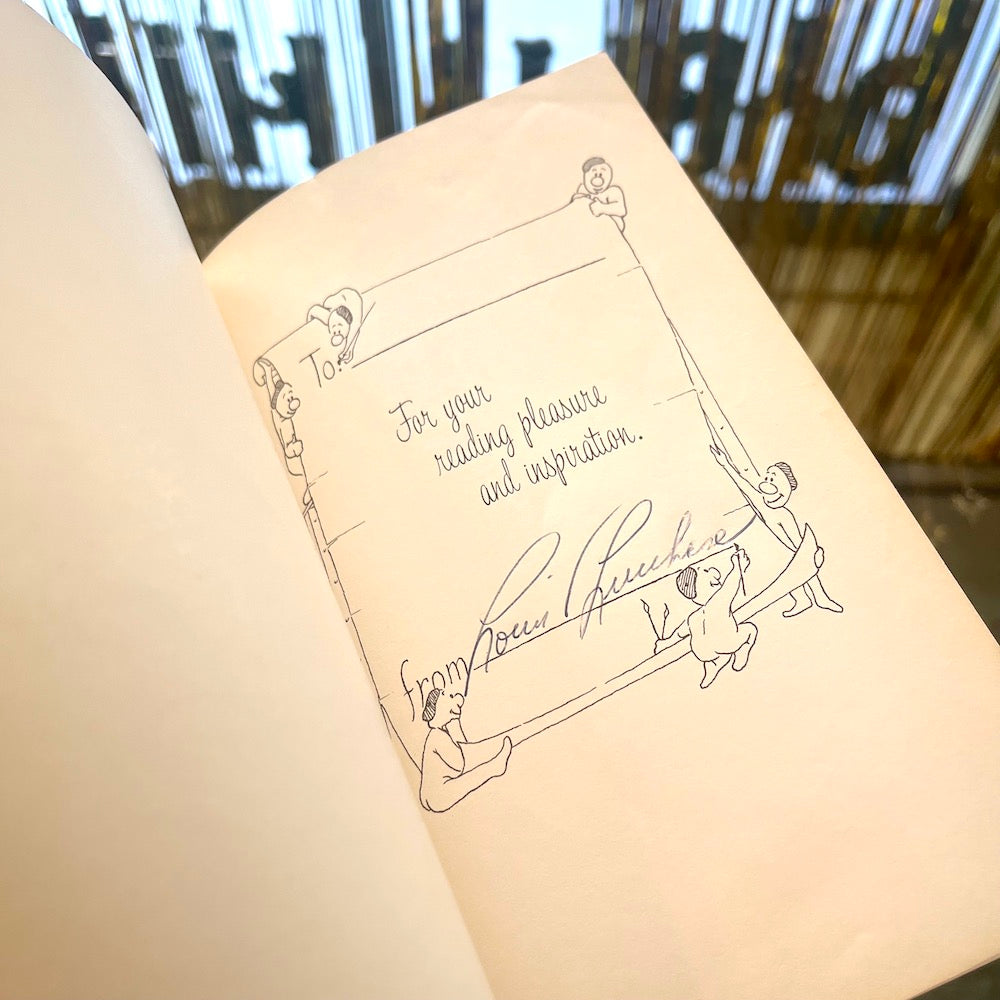 To:
For your
reading pleasure
and inspiration.
from